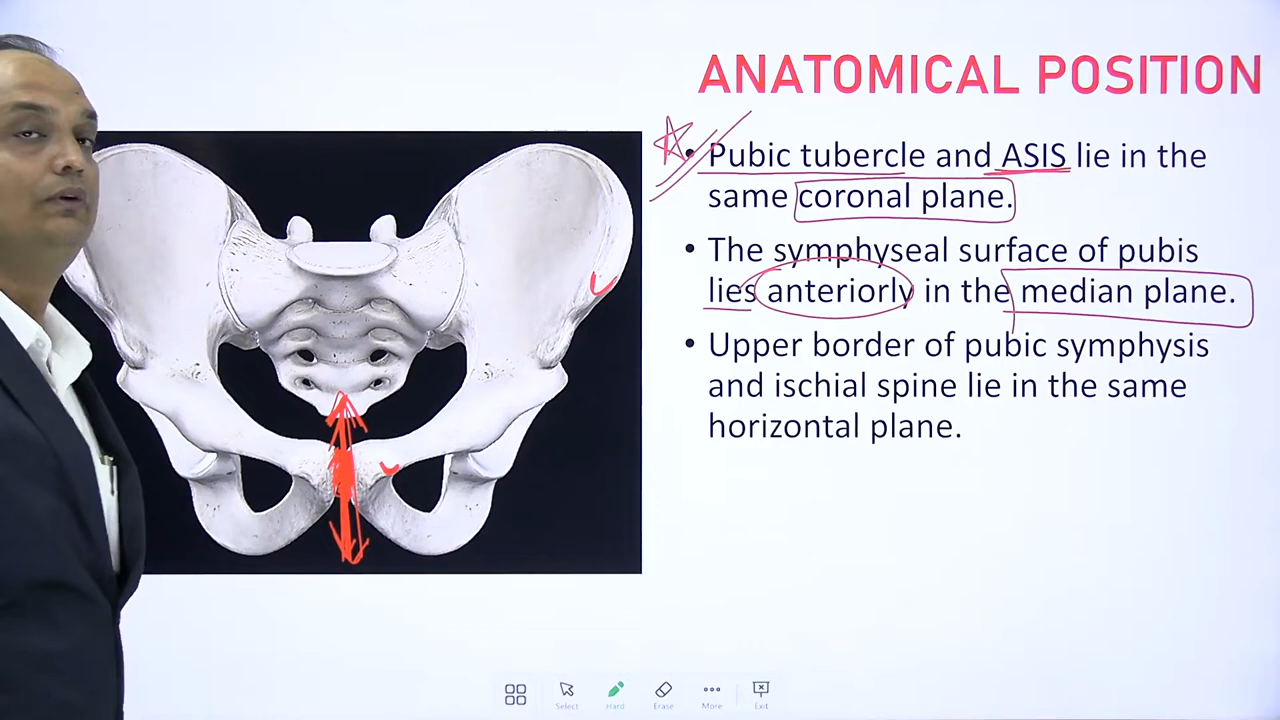 ANATOMICAL POSITION
• Pubic tubercle and ASIS lie in the
same coronal plane.
• The symphyseal surface of pubis
lies anteriorly in the median plane.
• Upper border of pubic symphysis
and ischial spine lie in the same
horizontal plane.
Select Hard Erase More Exit